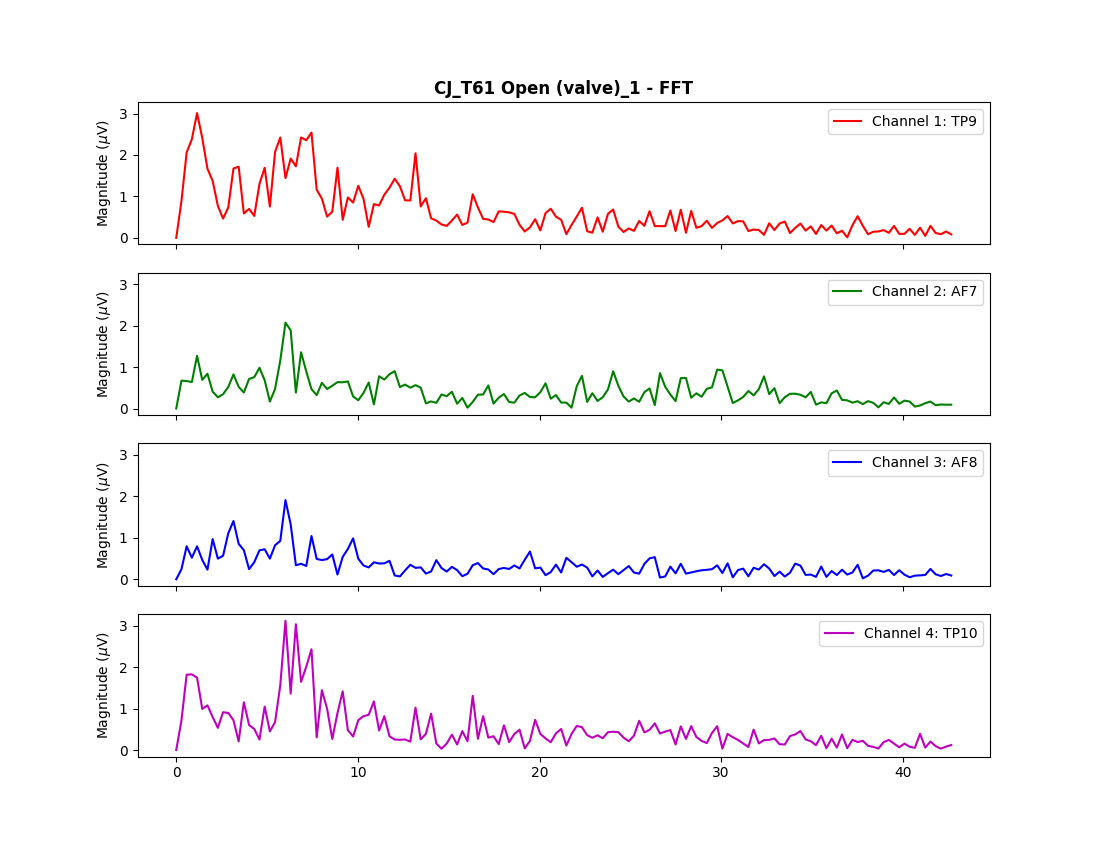 CJ_T61 Open (valve)_1 - FFT
Magnitude (μV)
3
2
1
0
Channel 1: TP9
Magnitude (μV)
3
2
1
0
Channel 2: AF7
Magnitude (μV)
3
2
1
0
Channel 3: AF8
Magnitude (μV)
3
2
1
0
Channel 4: TP10
0 10 20 30 40